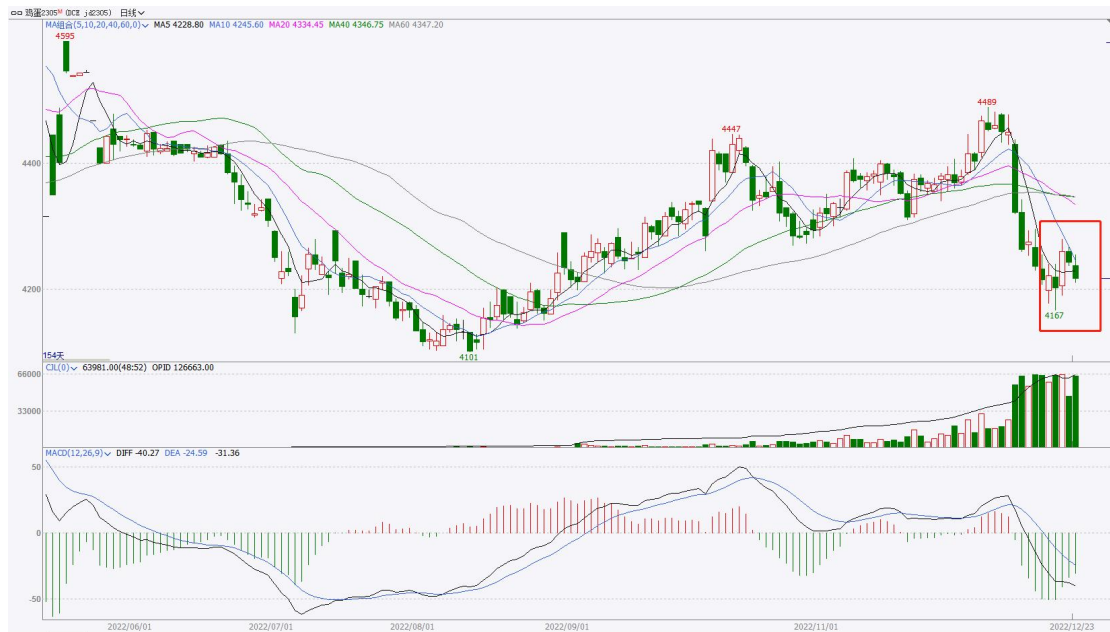 鸡蛋2305M (DCE jd2305) 日线
MA组合(5,10,20,40,60,0) MA5 4228.80 MA10 4245.60 MA20 4334.45 MA40 4346.75 MA60 4347.20
4595
4489
4447
4400
4200
4167
4101
154天
CJL(0) 63981.00(48:52) OPID 126663.00
66000
33000
MACD(12,26,9) DIFF -40.27 DEA -24.59 -31.36
50
0
-50
2022/06/01 2022/07/01 2022/08/01 2022/09/01 2022/11/01 2022/12/23